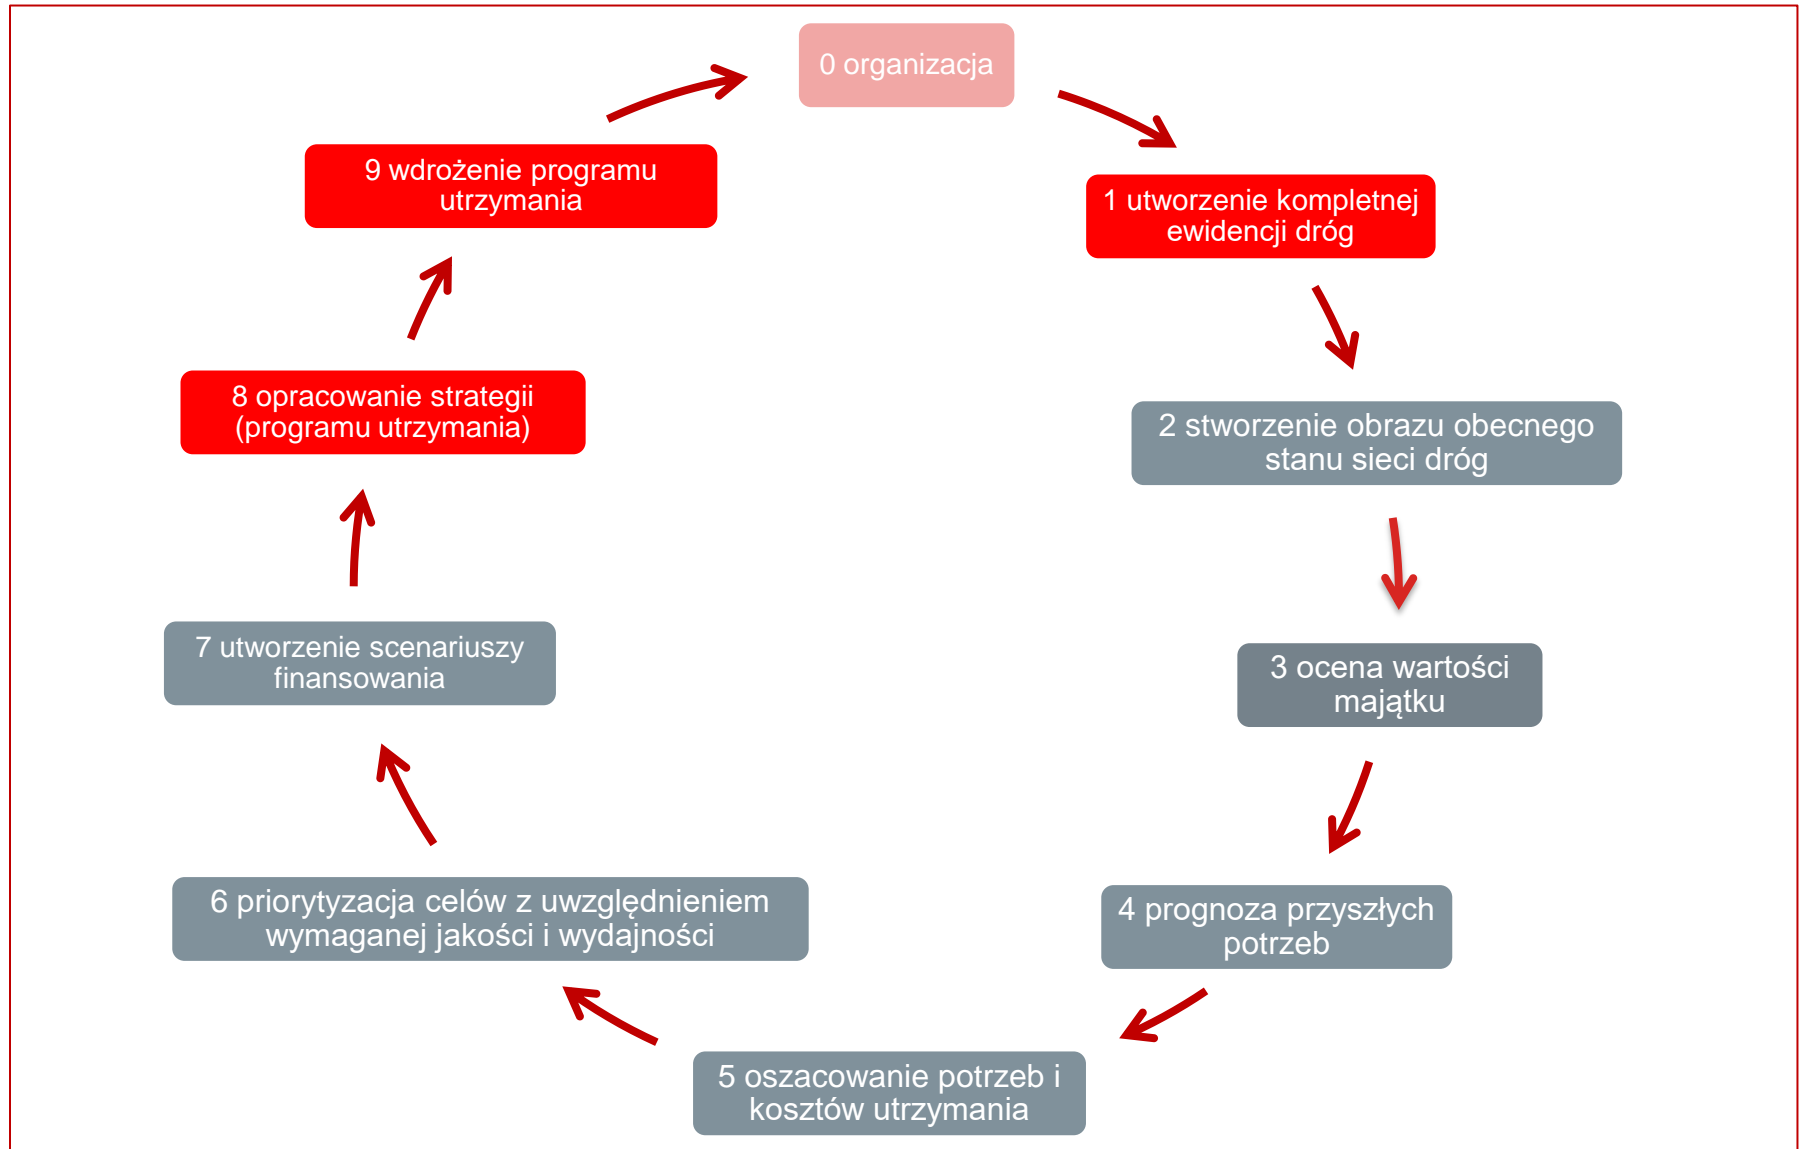 0 organizacja
1 utworzenie kompletnej
ewidencji dróg
2 stworzenie obrazu obecnego
stanu sieci dróg
3 ocena wartości
majątku
4 prognoza przyszłych
potrzeb
5 oszacowanie potrzeb i
kosztów utrzymania
6 priorytyzacja celów z uwzględnieniem
wymaganej jakości i wydajności
7 utworzenie scenariuszy
finansowania
8 opracowanie strategii
(programu utrzymania)
9 wdrożenie programu
utrzymania